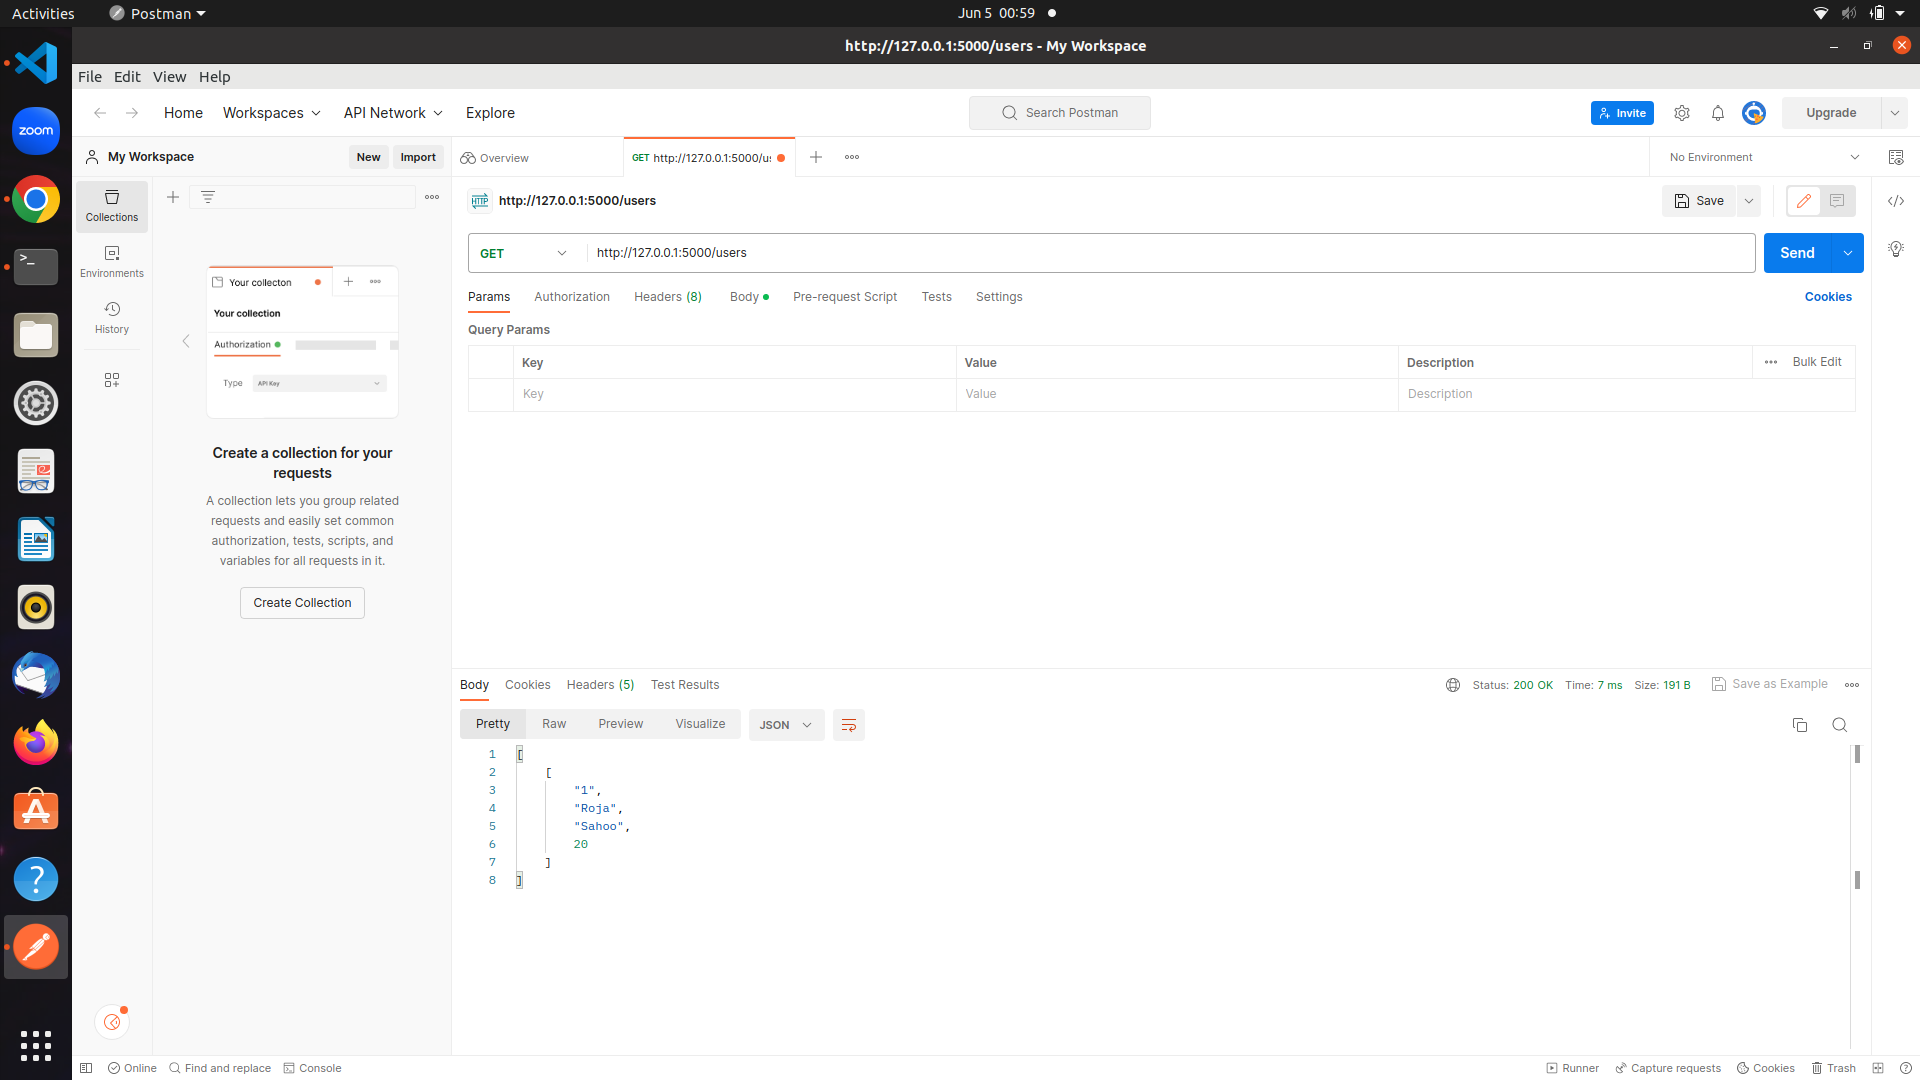 Activities
Postman
Jun 5 00:59
http://127.0.0.1:5000/users - My Workspace
File Edit View Help
zoom
Home
Workspaces
API Network
Explore
Search Postman
Invite
Upgrade
My Workspace
New
Import
Overview
GET http://127.0.0.1:5000/us
No Environment
Collections
Environments
History
Your collecton
Your collection
Authorization
Type
API Key
Create a collection for your
requests
A collection lets you group related
requests and easily set common
authorization, tests, scripts, and
variables for all requests in it.
Create Collection
HTTP
http://127.0.0.1:5000/users
Save
GET
http://127.0.0.1:5000/users
Send
Params Authorization Headers (8) Body Pre-request Script Tests Settings
Cookies
Query Params
Key Value Description
Bulk Edit
Key Value Description
Body Cookies Headers (5) Test Results
Status: 200 OK Time: 7 ms Size: 191 B
Save as Example
Pretty Raw Preview Visualize
JSON
1 [
2 [
3 "1",
4 "Roja",
5 "Sahoo",
6 20
7 ]
8 ]
Online
Find and replace
Console
Runner
Capture requests
Cookies
Trash